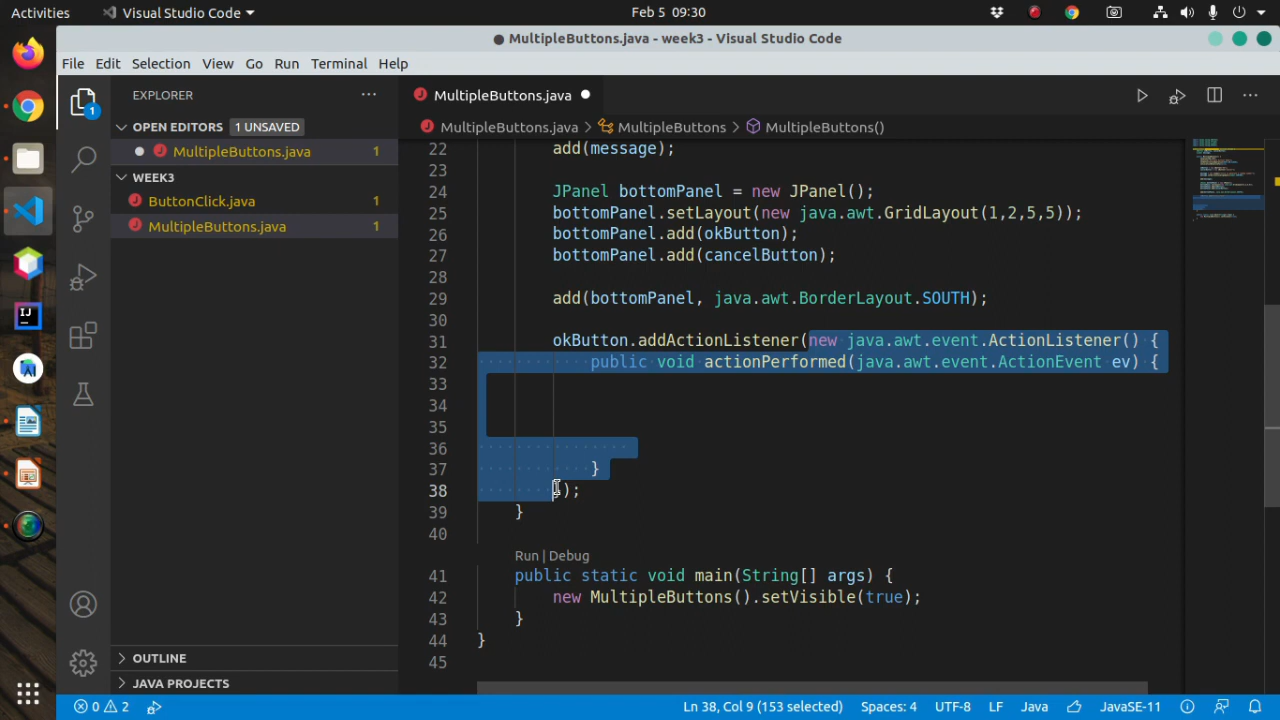 Activities Visual Studio Code Feb 5 09:30
● MultipleButtons.java - week3 - Visual Studio Code
File Edit Selection View Go Run Terminal Help
EXPLORER ··· MultipleButtons.java
OPEN EDITORS 1 UNSAVED MultipleButtons.java > MultipleButtons > MultipleButtons()
MultipleButtons.java 1
WEEK3
ButtonClick.java 1
MultipleButtons.java 1
OUTLINE
JAVA PROJECTS
1
22 add(message);
23
24 JPanel bottomPanel = new JPanel();
25 bottomPanel.setLayout(new java.awt.GridLayout(1,2,5,5));
26 bottomPanel.add(okButton);
27 bottomPanel.add(cancelButton);
28
29 add(bottomPanel, java.awt.BorderLayout.SOUTH);
30
31 okButton.addActionListener(new java.awt.event.ActionListener() {
32 public void actionPerformed(java.awt.event.ActionEvent ev) {
33
34
35
36
37 }
38 });
39 }
40
Run | Debug
41 public static void main(String[] args) {
42 new MultipleButtons().setVisible(true);
43 }
44 }
45
0 2 Ln 38, Col 9 (153 selected) Spaces: 4 UTF-8 LF Java JavaSE-11